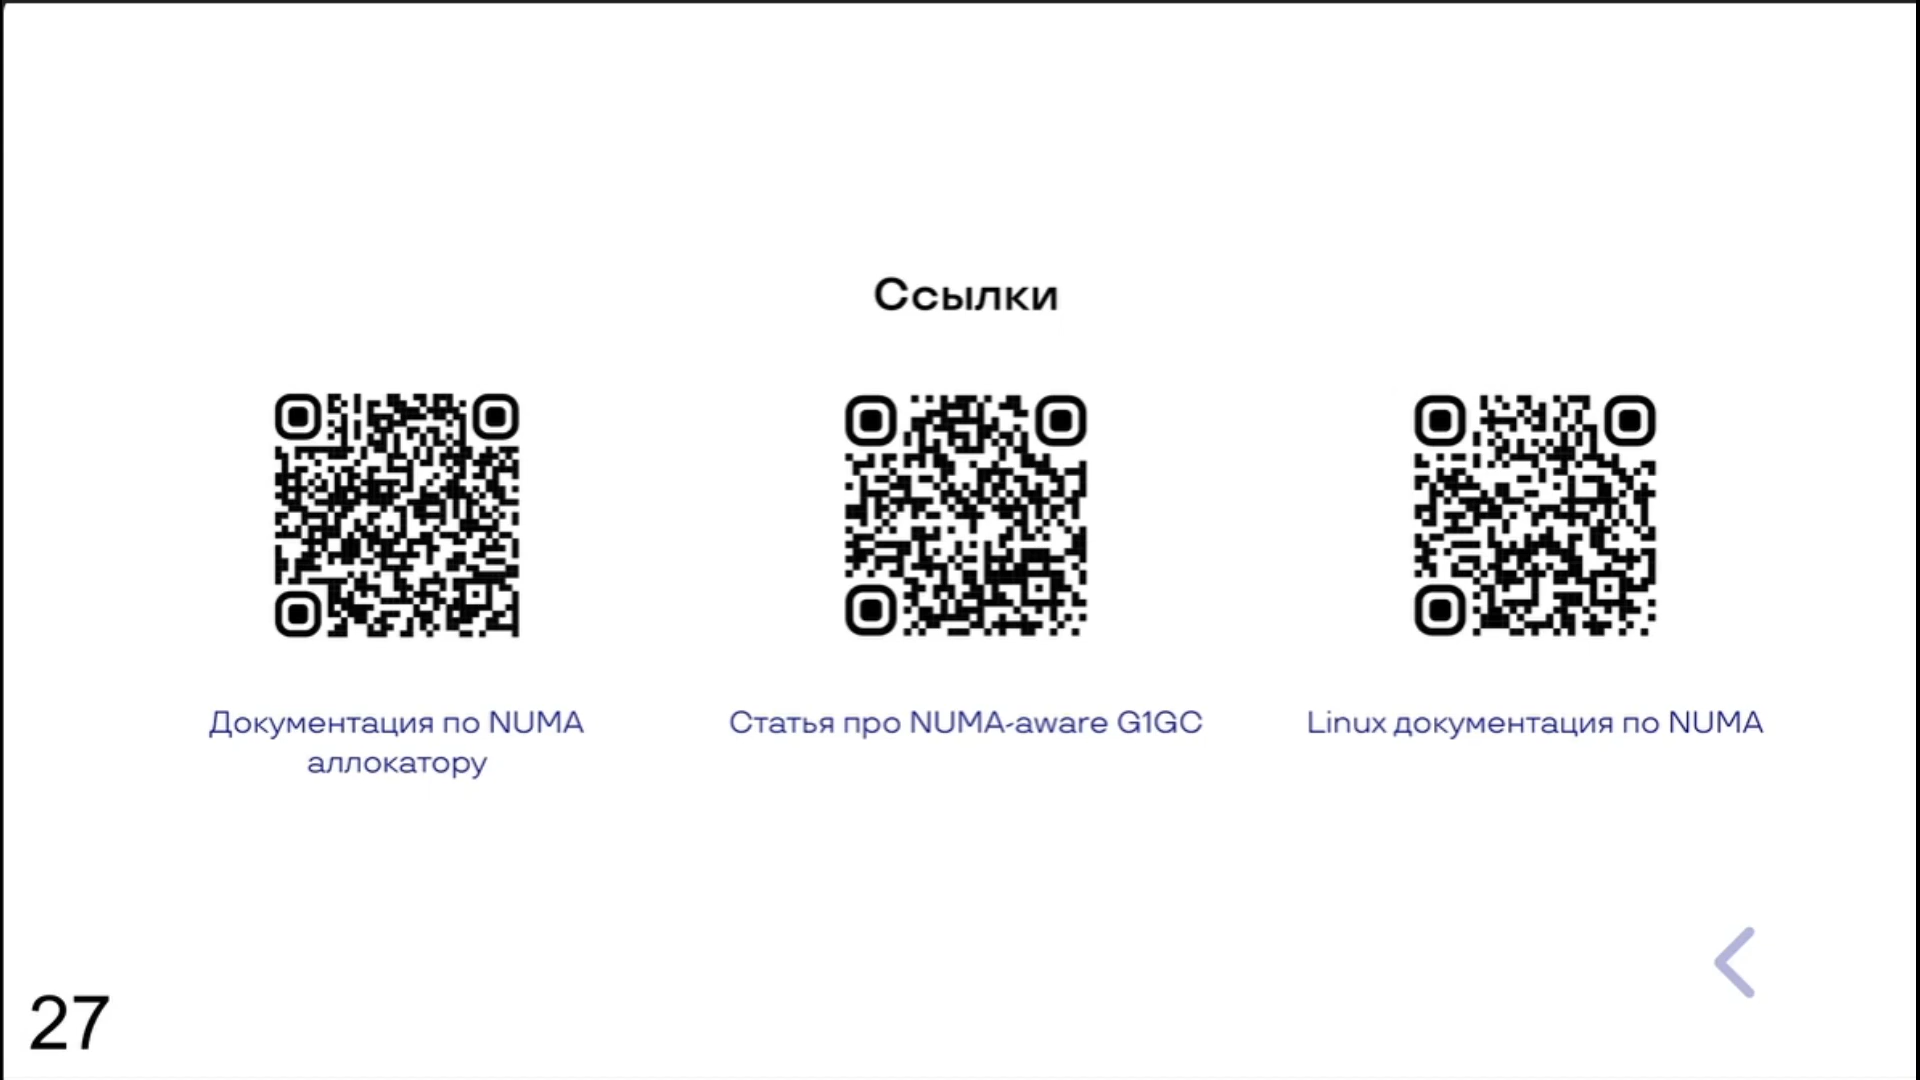 Ссылки
Документация по NUMA
аллокатору
Статья про NUMA-aware G1GC
Linux документация по NUMA
27